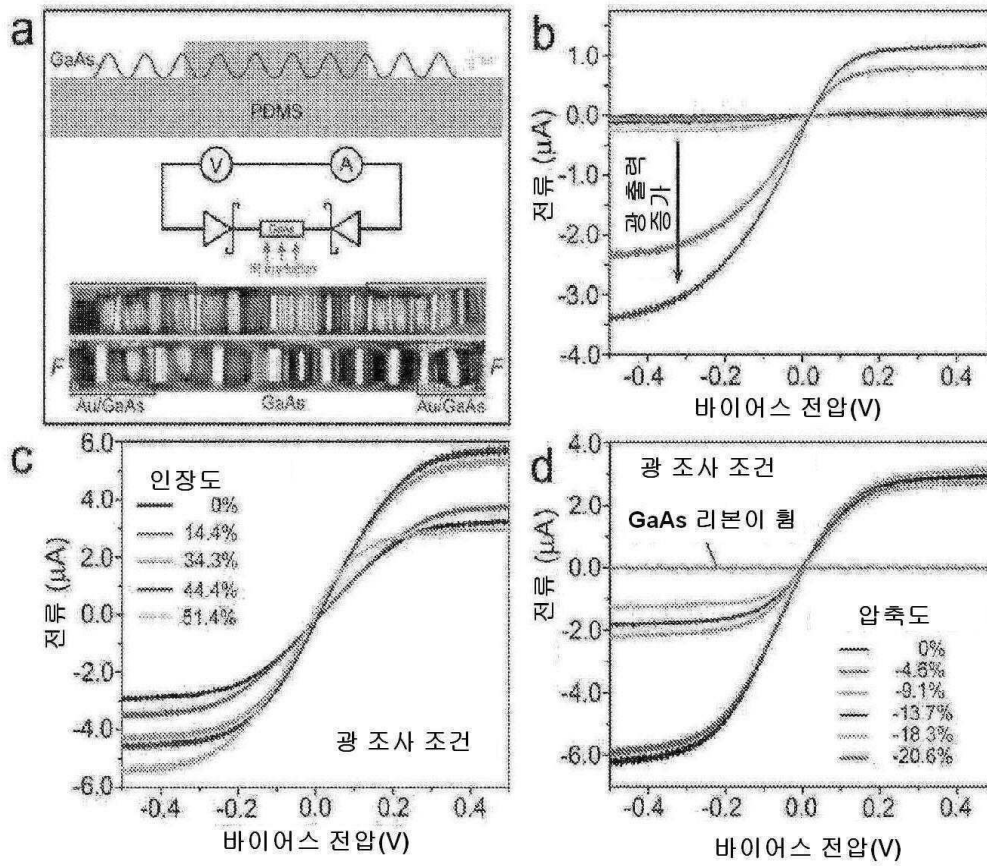 a
GaAs
PDMS
V
A
GaAs
F
F
Au/GaAs
GaAs
Au/GaAs
b
1.0
0.0
-1.0
-2.0
-3.0
-4.0
전류 (μA)
광 출력
증가
-0.4
-0.2
0.0
0.2
0.4
바이어스 전압(V)
c
6.0
4.0
2.0
0.0
-2.0
-4.0
-6.0
전류 (μA)
인장도
0%
14.4%
34.3%
44.4%
51.4%
광 조사 조건
-0.4
-0.2
0.0
0.2
0.4
바이어스 전압(V)
d
4.0
2.0
0
-2.0
-4.0
-6.0
전류 (μA)
광 조사 조건
GaAs 리본이 휨
압축도
0%
-4.6%
-9.1%
-13.7%
-18.3%
-20.6%
-0.4
-0.2
0.0
0.2
0.4
바이어스 전압(V)